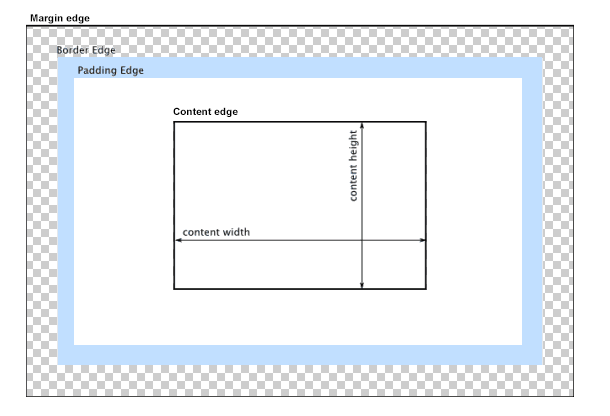 Margin edge
Border Edge
Padding Edge
Content edge
content height
content width